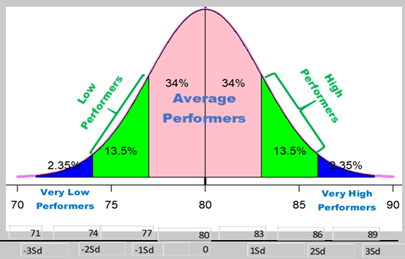 Low
Performers
High
Performers
34% 34%
Average
Performers
13.5% 13.5%
2.35% 2.35%
70 75 80 85 90
Very Low
Performers
Very High
Performers
71 74 77 80 83 86 89
-3Sd -2Sd -1Sd 0 1Sd 2Sd 3Sd